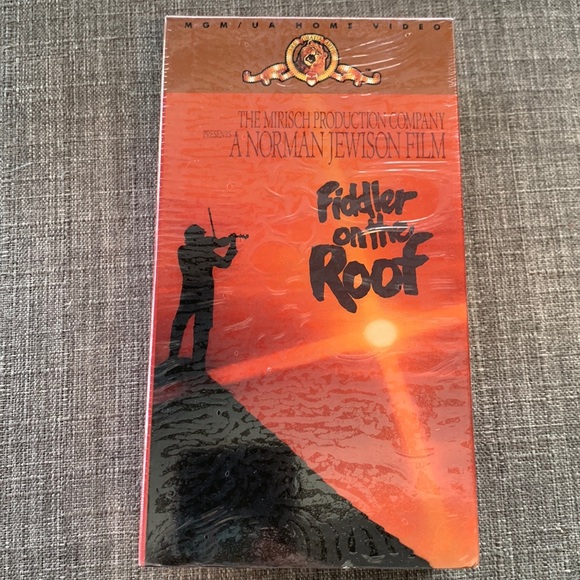 MGM/UA HOME VIDEO
THE MIRISCH PRODUCTION COMPANY
PRESENTS A NORMAN JEWISON FILM
Fiddler
on the
Roof